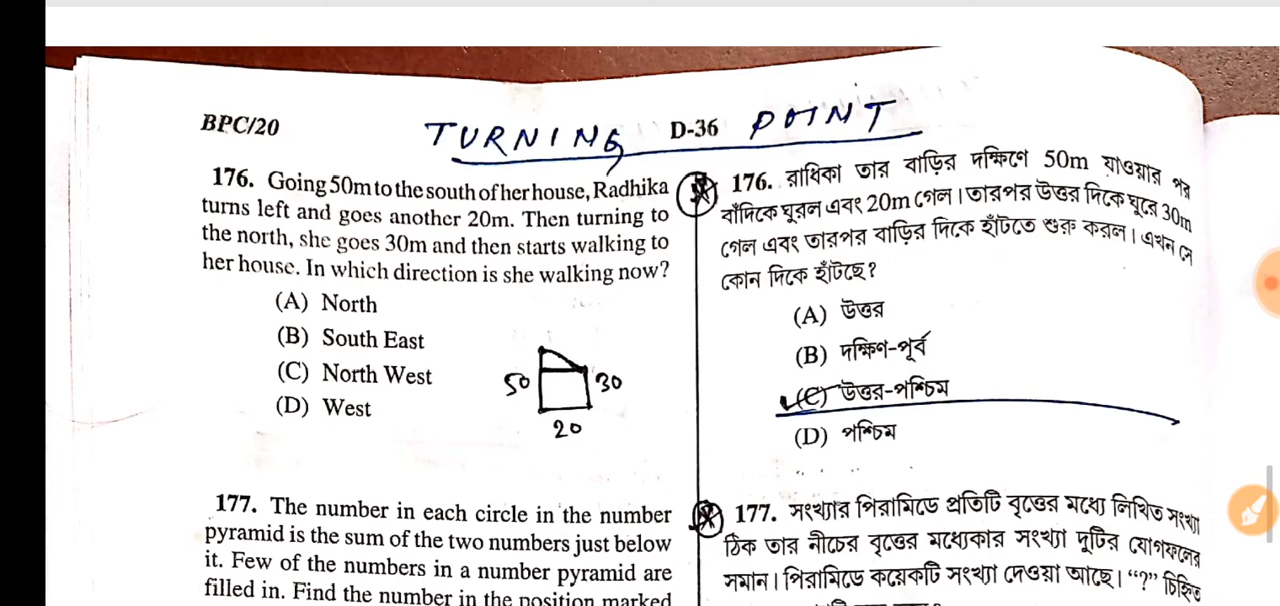 BPC/20
TURNING D-36 POINT
176. Going 50m to the south of her house, Radhika
turns left and goes another 20m. Then turning to
the north, she goes 30m and then starts walking to
her house. In which direction is she walking now?
(A) North
(B) South East
(C) North West
(D) West
50
30
20
177. The number in each circle in the number
pyramid is the sum of the two numbers just below
it. Few of the numbers in a number pyramid are
filled in. Find the number in the position marked
176. রাধিকা তার বাড়ির দক্ষিণে 50m যাওয়ার পর
বাঁদিকে ঘুরল এবং 20m গেল। তারপর উত্তর দিকে ঘুরে 30m
গেল এবং তারপর বাড়ির দিকে হাঁটতে শুরু করল। এখন সে
কোন দিকে হাঁটছে?
(A) উত্তর
(B) দক্ষিণ-পূর্ব
(C) উত্তর-পশ্চিম
(D) পশ্চিম
177. সংখ্যার পিরামিডে প্রতিটি বৃত্তের মধ্যে লিখিত সংখ্যা
ঠিক তার নীচের বৃত্তের মধ্যেকার সংখ্যা দুটির যোগফলের
সমান। পিরামিডে কয়েকটি সংখ্যা দেওয়া আছে। “?” চিহ্নিত